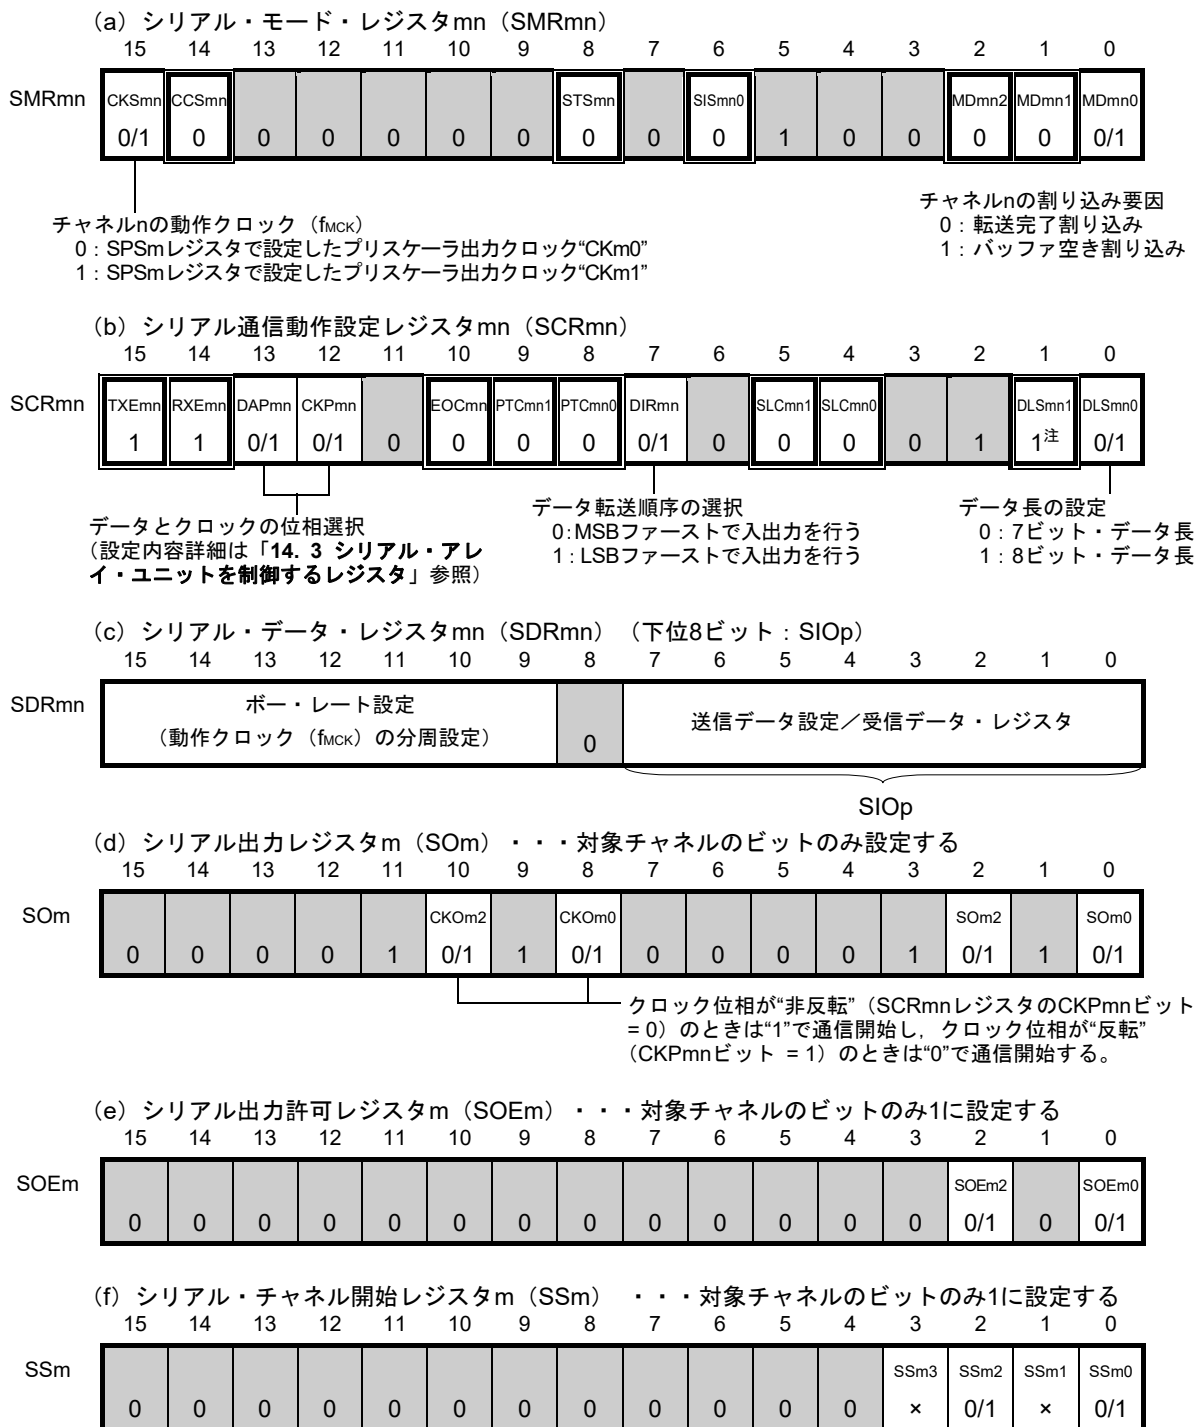 (a) シリアル・モード・レジスタmn（SMRmn）
15 14 13 12 11 10 9 8 7 6 5 4 3 2 1 0
SMRmn CKSmn CCSmn STSmn SISmn0 MDmn2 MDmn1 MDmn0
0/1 0 0 0 0 0 0 0 0 0 1 0 0 0 0 0/1
チャネルnの動作クロック（fMCK）
0：SPSmレジスタで設定したプリスケーラ出力クロック“CKm0”
1：SPSmレジスタで設定したプリスケーラ出力クロック“CKm1”
チャネルnの割り込み要因
0：転送完了割り込み
1：バッファ空き割り込み
(b) シリアル通信動作設定レジスタmn（SCRmn）
15 14 13 12 11 10 9 8 7 6 5 4 3 2 1 0
SCRmn TXEmn RXEmn DAPmn CKPmn EOCmn PTCmn1 PTCmn0 DIRmn SLCmn1 SLCmn0 DLSmn1 DLSmn0
1 1 0/1 0/1 0 0 0 0 0/1 0 0 0 0 1 1注 0/1
データとクロックの位相選択
（設定内容詳細は「14. 3 シリアル・アレ
イ・ユニットを制御するレジスタ」参照）
データ転送順序の選択
0：MSBファーストで入出力を行う
1：LSBファーストで入出力を行う
データ長の設定
0：7ビット・データ長
1：8ビット・データ長
(c) シリアル・データ・レジスタmn（SDRmn）（下位8ビット：SIOp）
15 14 13 12 11 10 9 8 7 6 5 4 3 2 1 0
SDRmn
ボー・レート設定
（動作クロック（fMCK）の分周設定）
0
送信データ設定／受信データ・レジスタ
SIOp
(d) シリアル出力レジスタm（SOm）・・・対象チャネルのビットのみ設定する
15 14 13 12 11 10 9 8 7 6 5 4 3 2 1 0
SOm CKOm2 CKOm0 SOm2 SOm0
0 0 0 0 1 0/1 1 0/1 0 0 0 0 1 0/1 1 0/1
クロック位相が“非反転”（SCRmnレジスタのCKPmnビット
= 0）のときは“1”で通信開始し，クロック位相が“反転”
（CKPmnビット = 1）のときは“0”で通信開始する。
(e) シリアル出力許可レジスタm（SOEm）・・・対象チャネルのビットのみ1に設定する
15 14 13 12 11 10 9 8 7 6 5 4 3 2 1 0
SOEm SOEm2 SOEm0
0 0 0 0 0 0 0 0 0 0 0 0 0 0/1 0 0/1
(f) シリアル・チャネル開始レジスタm（SSm） ・・・対象チャネルのビットのみ1に設定する
15 14 13 12 11 10 9 8 7 6 5 4 3 2 1 0
SSm SSm3 SSm2 SSm1 SSm0
0 0 0 0 0 0 0 0 0 0 0 0 × 0/1 × 0/1